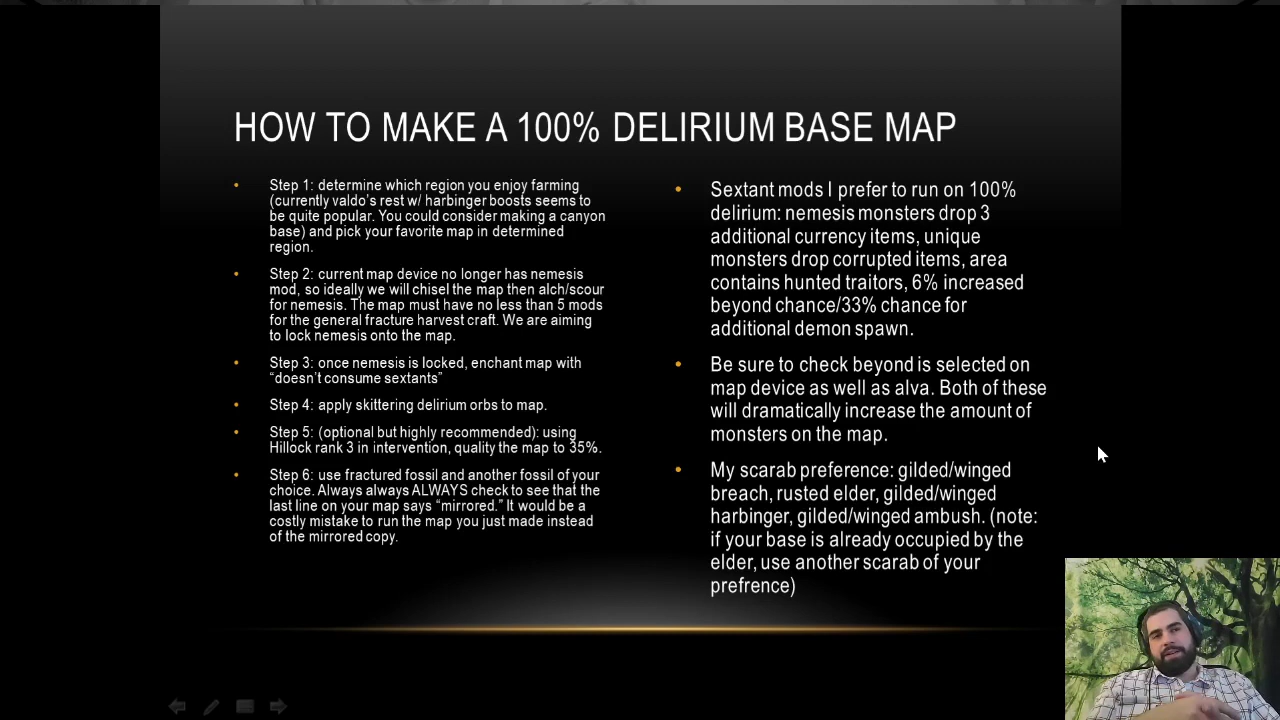 HOW TO MAKE A 100% DELIRIUM BASE MAP
Step 1: determine which region you enjoy farming
(currently valdo's rest w/ harbinger boosts seems to
be quite popular. You could consider making a canyon
base) and pick your favorite map in determined
region.
Step 2: current map device no longer has nemesis
mod, so ideally we will chisel the map then alch/scour
for nemesis. The map must have no less than 5 mods
for the general fracture harvest craft. We are aiming
to lock nemesis onto the map.
Step 3: once nemesis is locked, enchant map with
“doesn't consume sextants”
Step 4: apply skittering delirium orbs to map.
Step 5: (optional but highly recommended): using
Hillock rank 3 in intervention, quality the map to 35%.
Step 6: use fractured fossil and another fossil of your
choice. Always always ALWAYS check to see that the
last line on your map says “mirrored.” It would be a
costly mistake to run the map you just made instead
of the mirrored copy.
Sextant mods I prefer to run on 100%
delirium: nemesis monsters drop 3
additional currency items, unique
monsters drop corrupted items, area
contains hunted traitors, 6% increased
beyond chance/33% chance for
additional demon spawn.
Be sure to check beyond is selected on
map device as well as alva. Both of these
will dramatically increase the amount of
monsters on the map.
My scarab preference: gilded/winged
breach, rusted elder, gilded/winged
harbinger, gilded/winged ambush. (note:
if your base is already occupied by the
elder, use another scarab of your
prefrence)